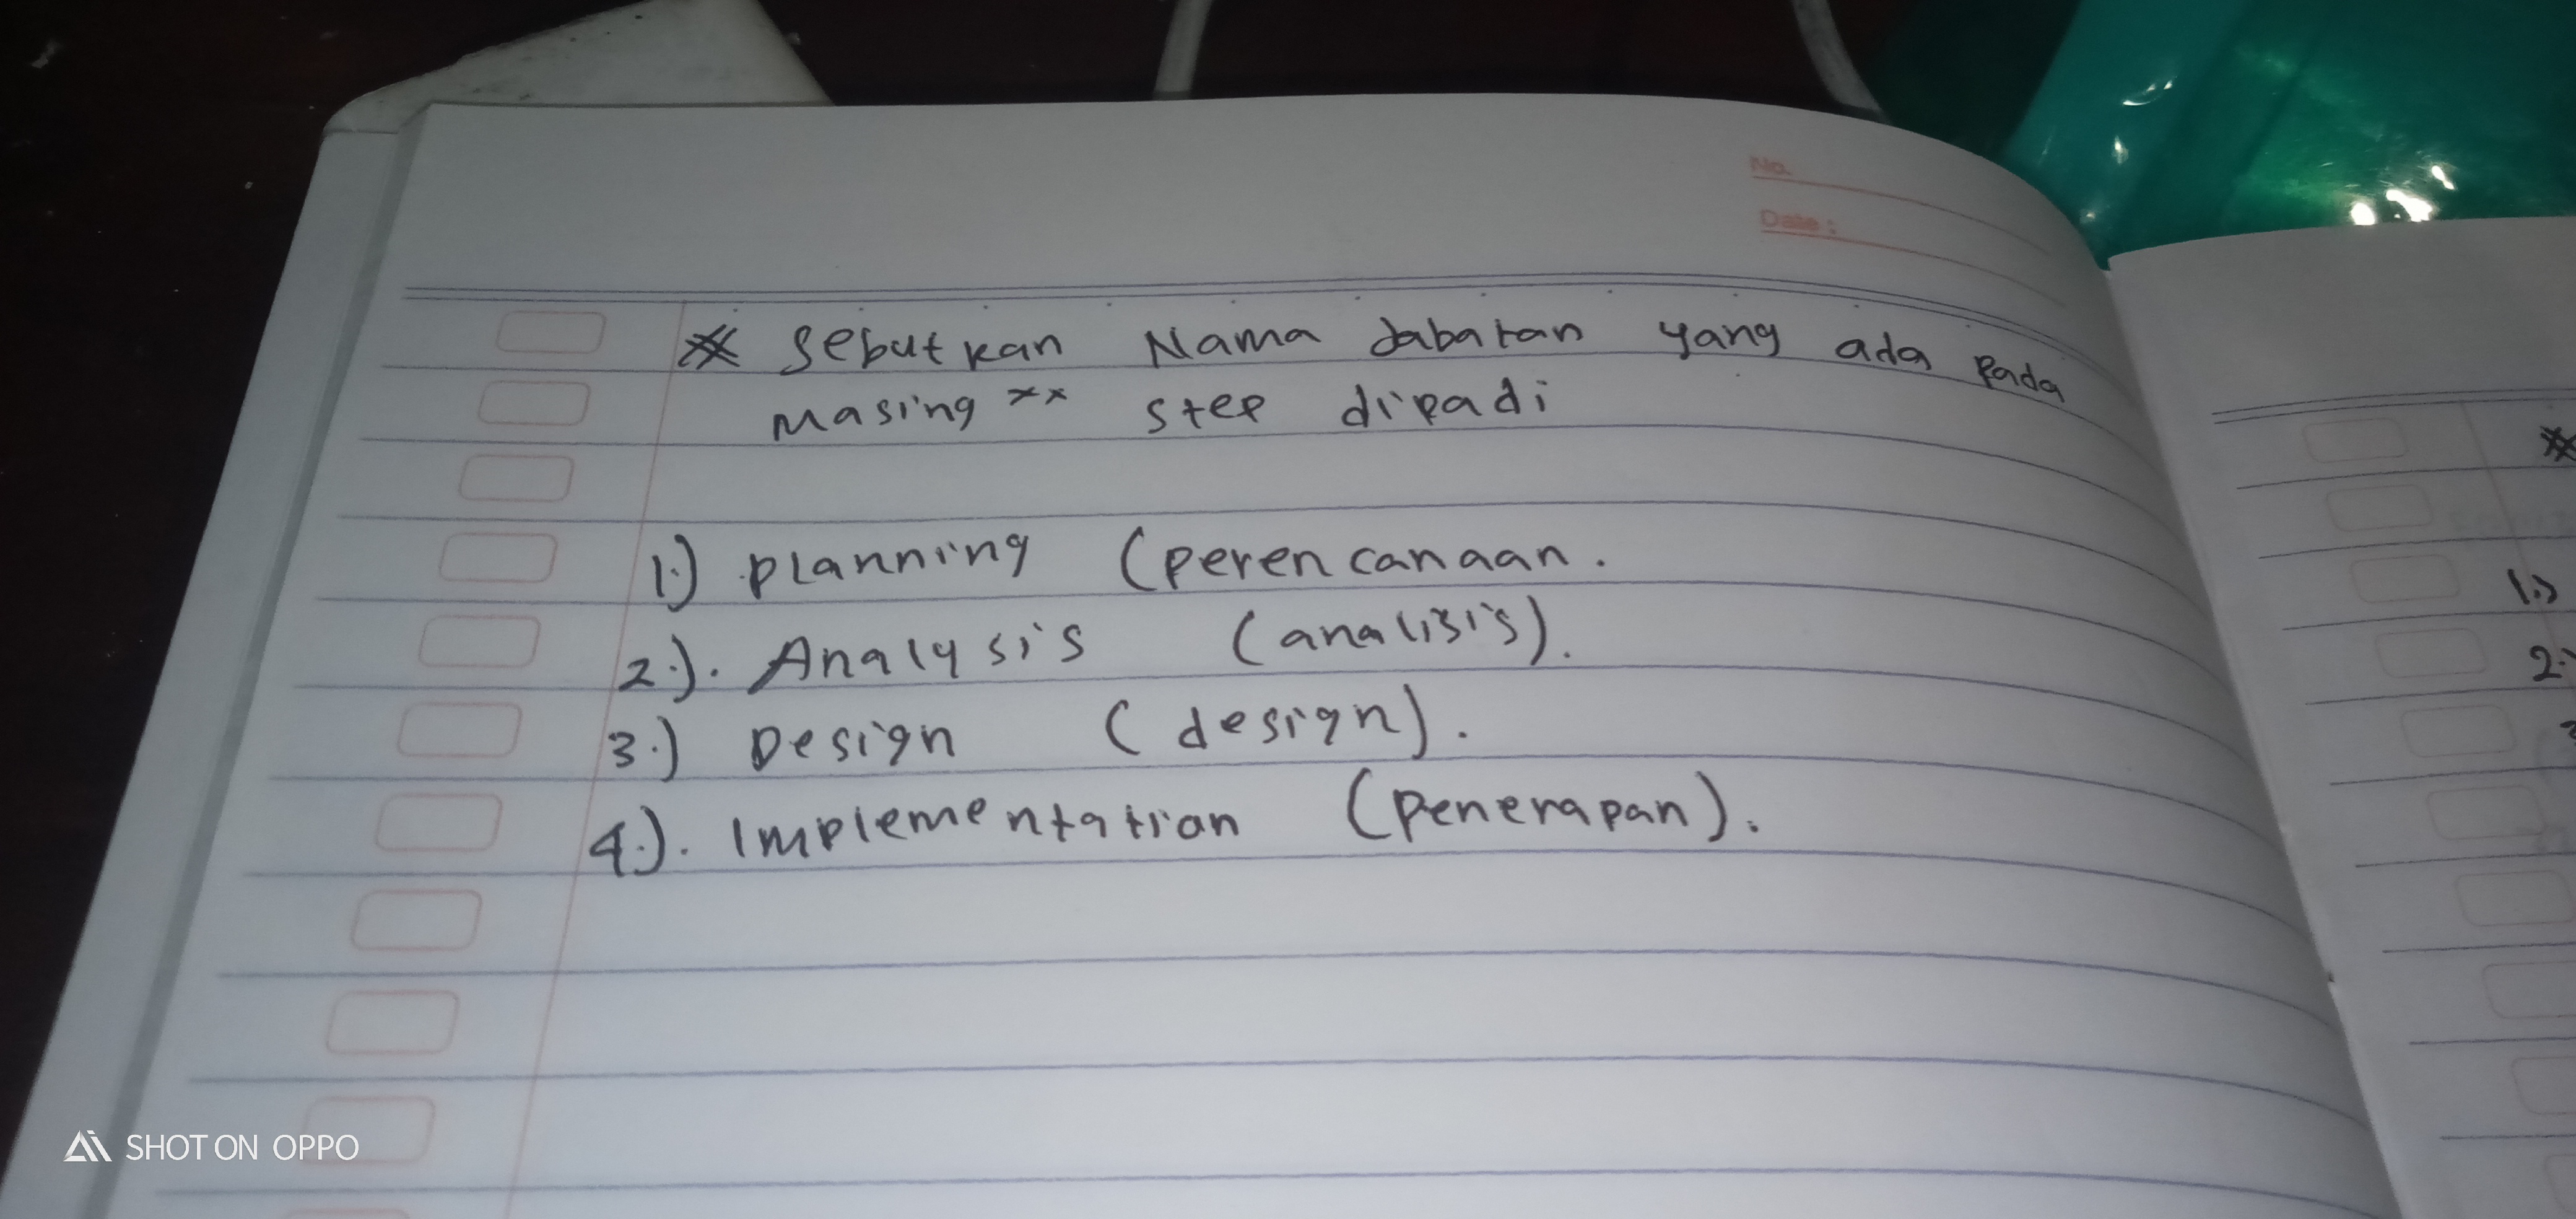 No.
Date :
* Sebutkan Nama Jabatan yang ada pada
Masing ×× step dipadi
1.) planning (perencanaan.
2.). Analysis (analisis).
3.) Design (design).
4.). Implementation (penerapan).
*
1.)
2.)
SHOT ON OPPO